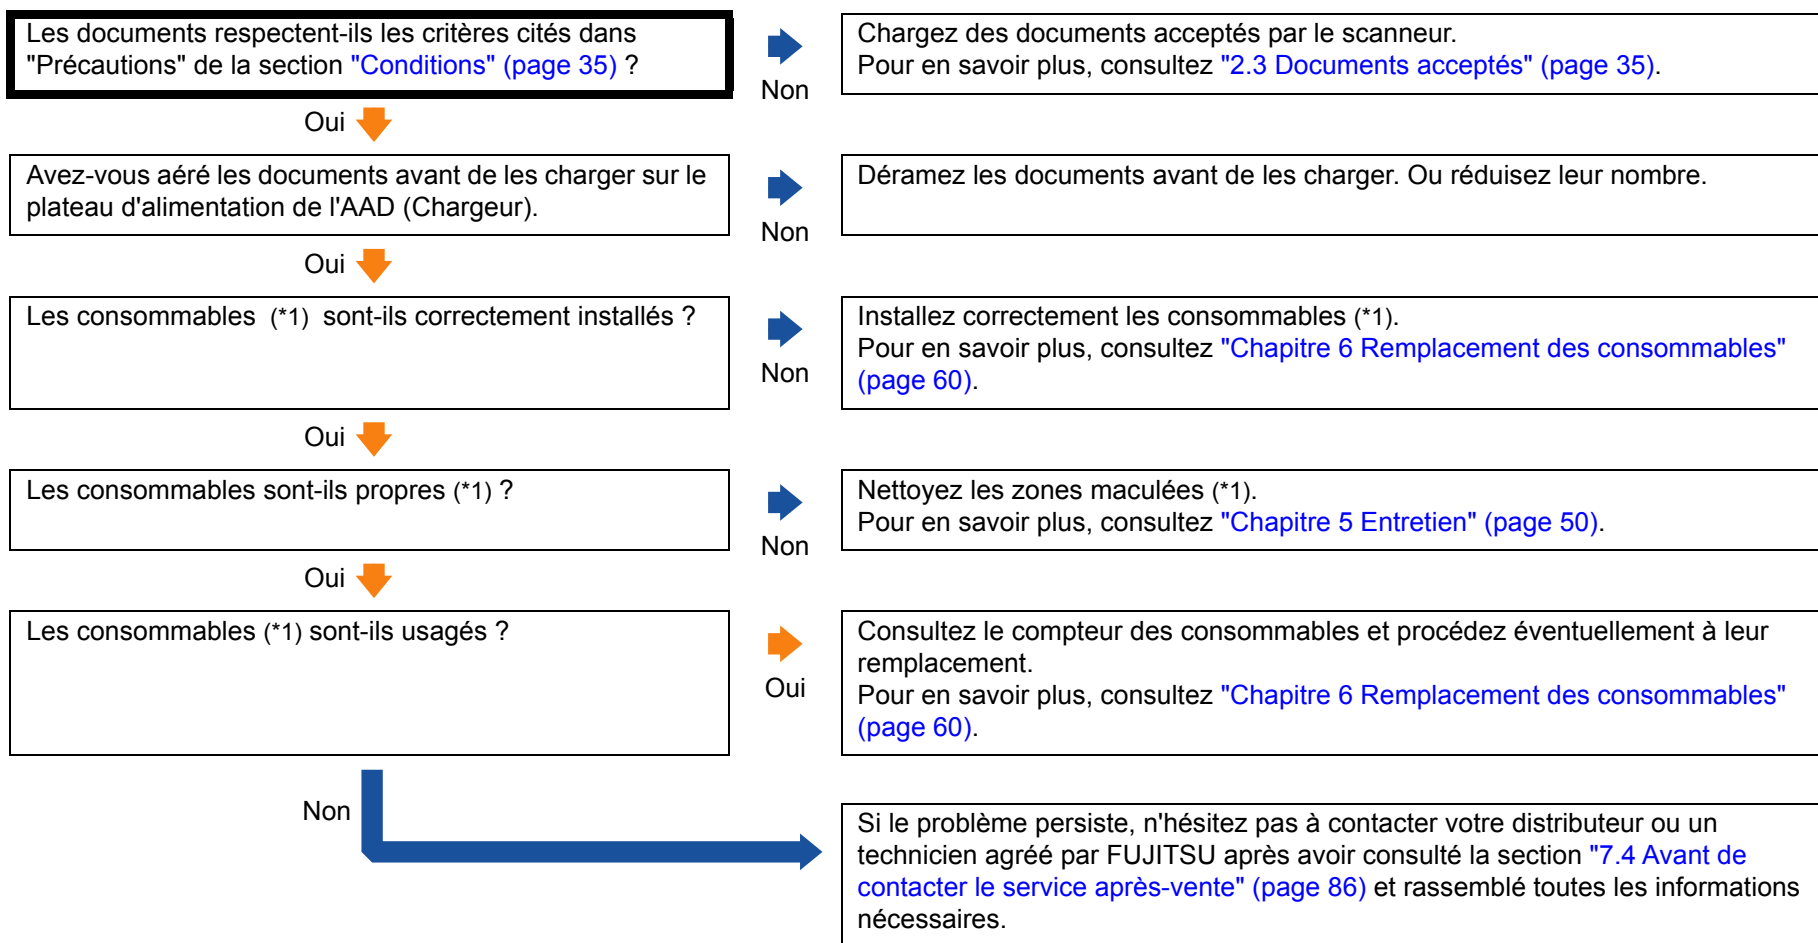 Les documents respectent-ils les critères cités dans
"Précautions" de la section "Conditions" (page 35) ?
Non
Chargez des documents acceptés par le scanneur.
Pour en savoir plus, consultez "2.3 Documents acceptés" (page 35).
Oui
Avez-vous aéré les documents avant de les charger sur le
plateau d'alimentation de l'AAD (Chargeur).
Non
Déramez les documents avant de les charger. Ou réduisez leur nombre.
Oui
Les consommables (*1) sont-ils correctement installés ?
Non
Installez correctement les consommables (*1).
Pour en savoir plus, consultez "Chapitre 6 Remplacement des consommables"
(page 60).
Oui
Les consommables sont-ils propres (*1) ?
Non
Nettoyez les zones maculées (*1).
Pour en savoir plus, consultez "Chapitre 5 Entretien" (page 50).
Oui
Les consommables (*1) sont-ils usagés ?
Oui
Consultez le compteur des consommables et procédez éventuellement à leur
remplacement.
Pour en savoir plus, consultez "Chapitre 6 Remplacement des consommables"
(page 60).
Non
Si le problème persiste, n'hésitez pas à contacter votre distributeur ou un
technicien agréé par FUJITSU après avoir consulté la section "7.4 Avant de
contacter le service après-vente" (page 86) et rassemblé toutes les informations
nécessaires.